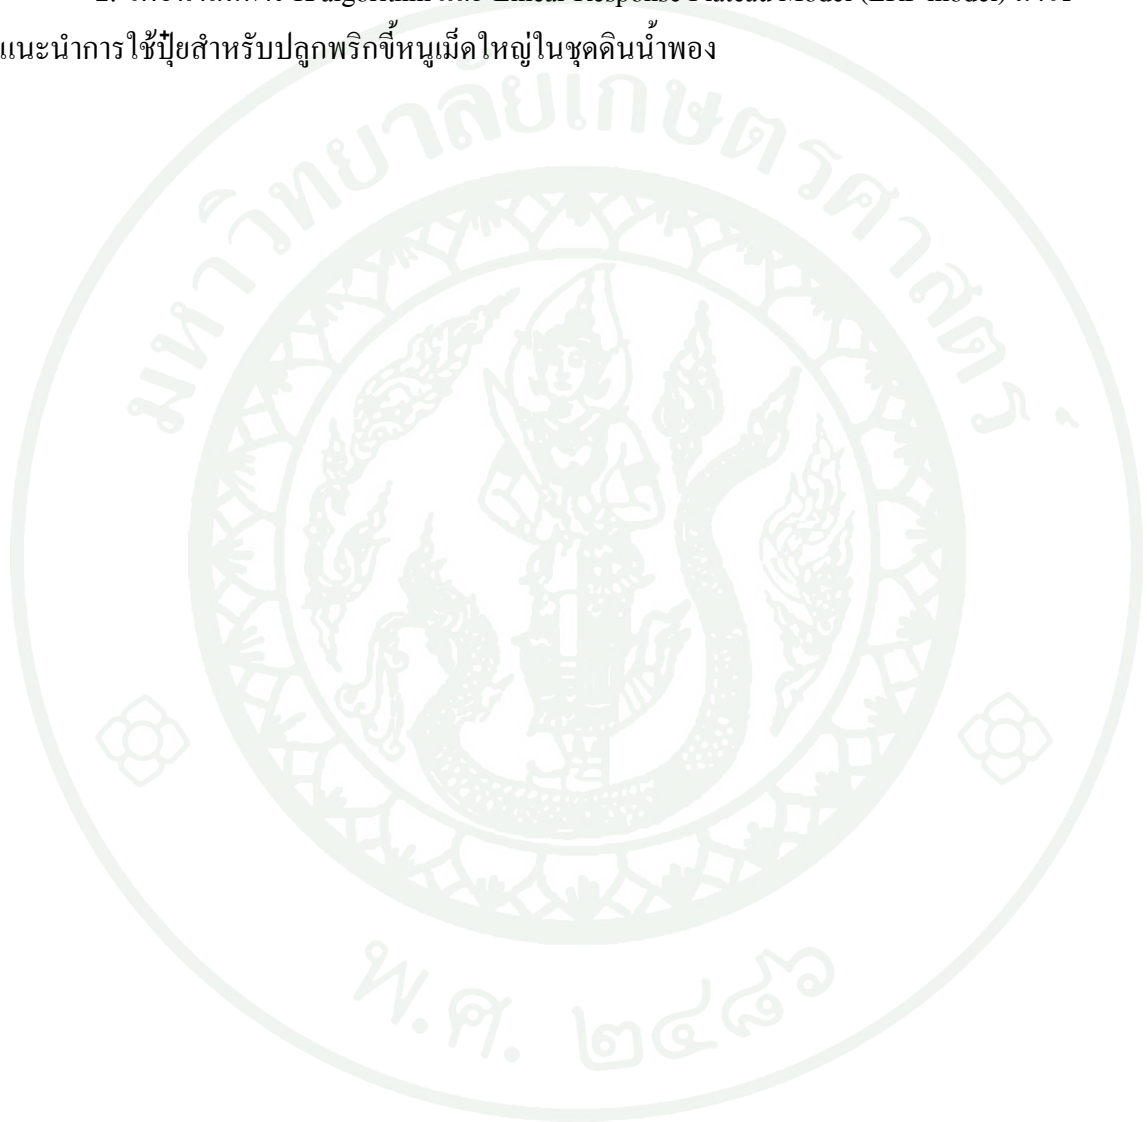 Linear Response Plateau Model (LRP model)
แนะนำการใช้ปุ๋ยสำหรับปลูกพริกขี้หนูเม็ดใหญ่ในชุดดินน้ำพอง
มหาวิทยาลัยเกษตรศาสตร์
พ.ศ. ๒๔๘๖